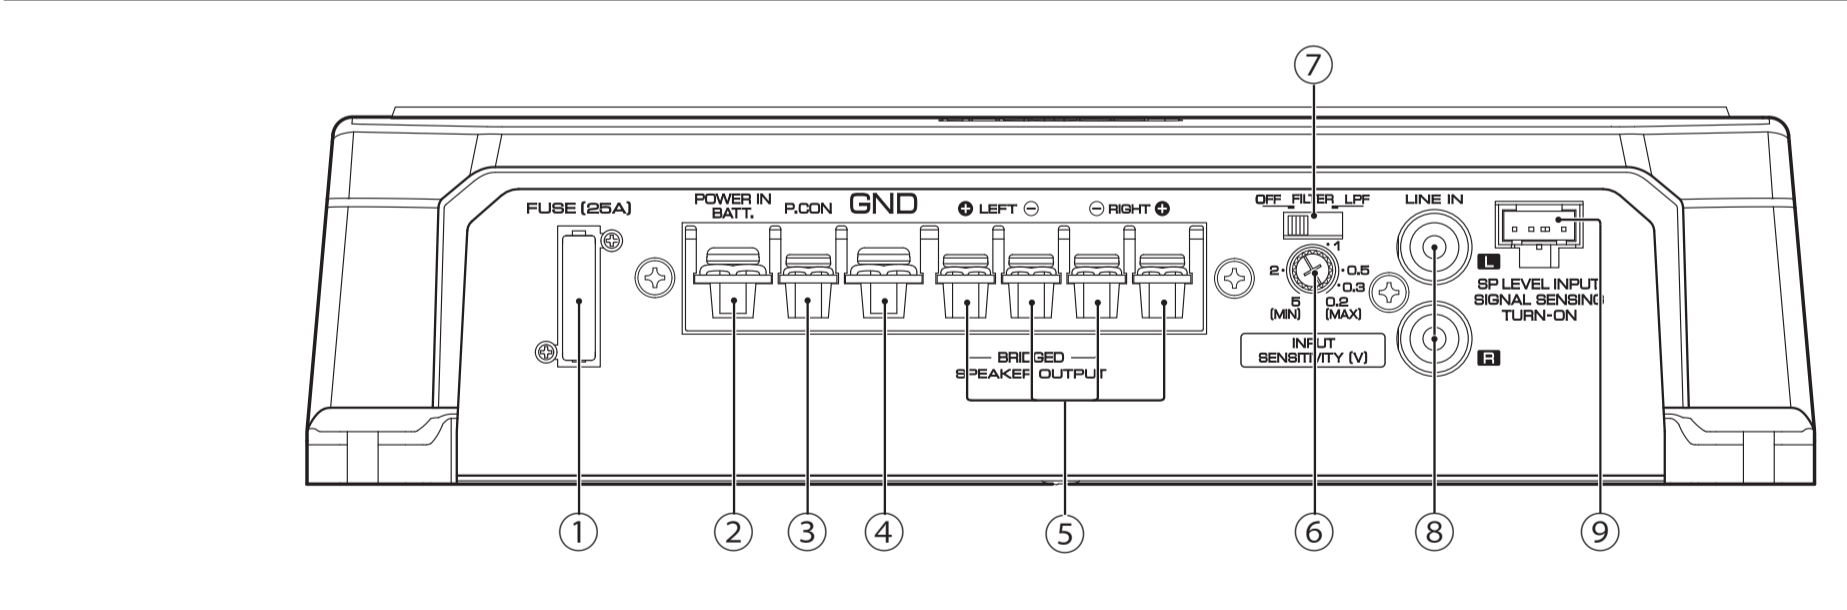 7
FUSE (25A)
POWER IN
BATT.
P.CON
GND
+ LEFT −
− RIGHT +
OFF FILTER LPF
LINE IN
1
2
0.5
0.3
5
0.2
(MIN)
(MAX)
L
SP LEVEL INPUT
SIGNAL SENSING
TURN-ON
INPUT
SENSITIVITY (V)
R
BRIDGED
SPEAKER OUTPUT
1
2
3
4
5
6
8
9